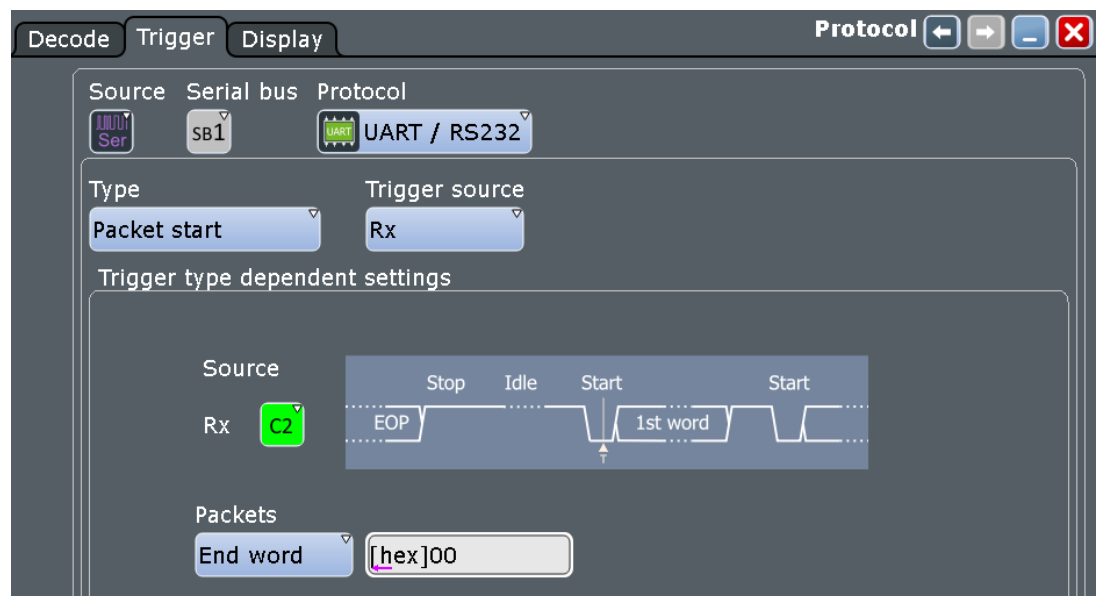 Decode Trigger Display Protocol
Source Serial bus Protocol
Ser SB1 UART UART / RS232
Type Trigger source
Packet start Rx
Trigger type dependent settings
Source
Stop Idle Start Start
Rx C2 EOP 1st word
T
Packets
End word [hex]00